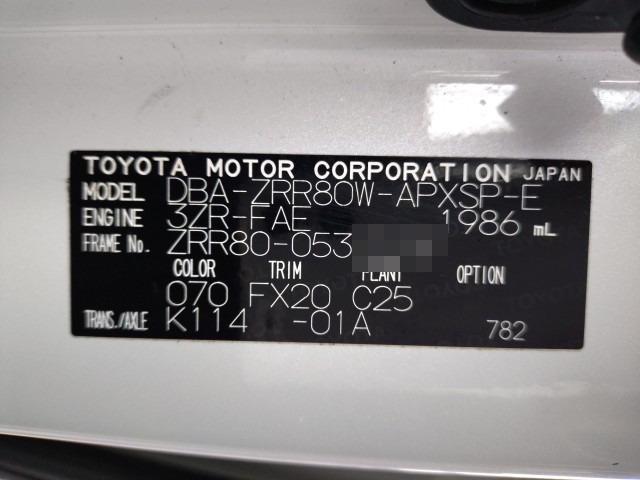 TOYOTA MOTOR CORPORATION JAPAN
MODEL DBA-ZRR80W-APXSP-E
ENGINE 3ZR-FAE 1986 mL
FRAME No. ZRR80-053
COLOR TRIM PLANT OPTION
070 FX20 C25
TRANS./AXLE K114 -01A 782